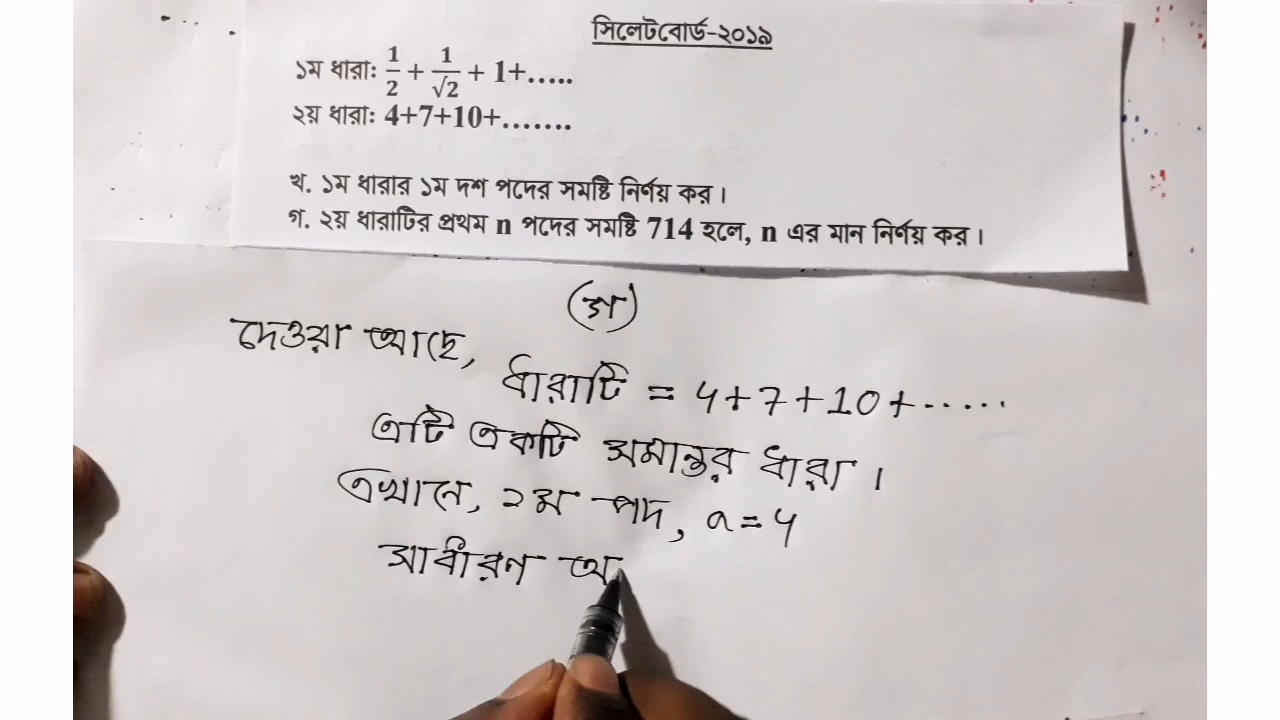 সিলেটবোর্ড-২০১৯
১ম ধারাঃ 1/2 + 1/√2 + 1+.....
২য় ধারাঃ 4+7+10+.......
খ. ১ম ধারার ১ম দশ পদের সমষ্টি নির্ণয় কর।
গ. ২য় ধারাটির প্রথম n পদের সমষ্টি 714 হলে, n এর মান নির্ণয় কর।
(গ)
দেওয়া আছে,
ধারাটি = 4+7+10+.....
এটি একটি সমান্তর ধারা।
এখানে, ১ম পদ, a=4
সাধারন অ